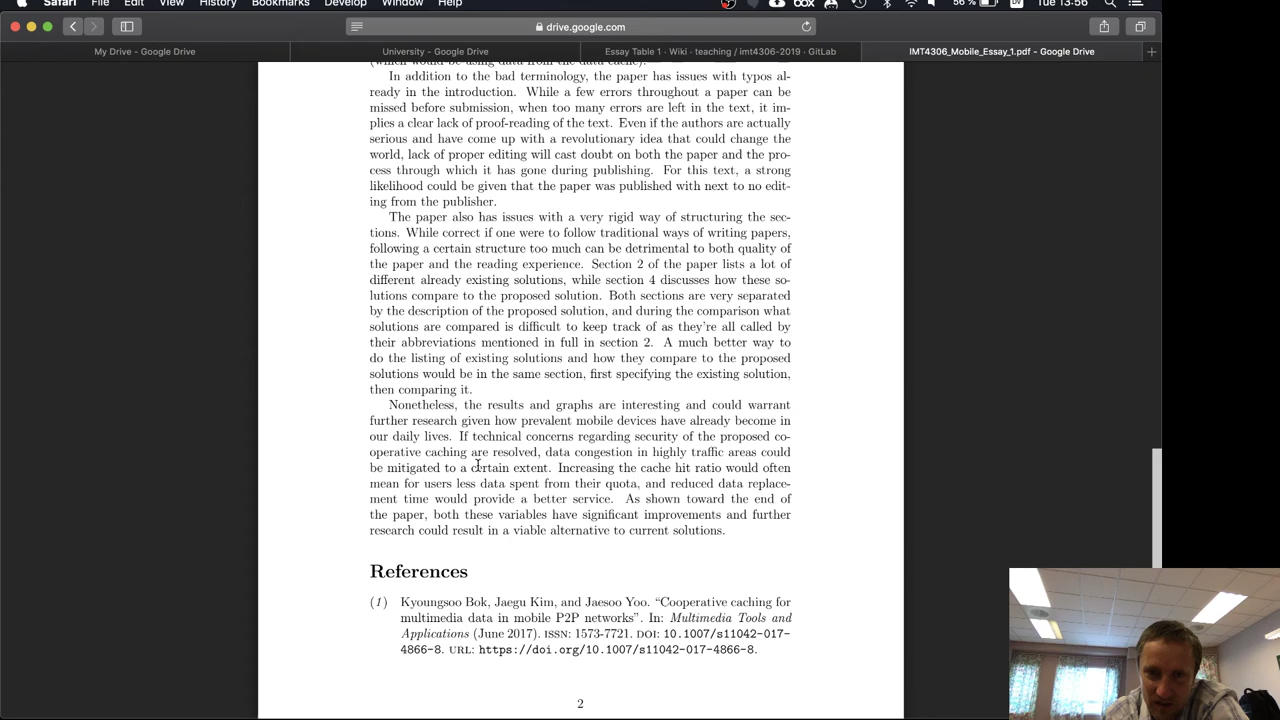 Safari File Edit View History Bookmarks Develop Window Help box 56 % DV Tue 13:56
drive.google.com
My Drive - Google Drive
University - Google Drive
Essay Table 1 · Wiki · teaching / imt4306-2019 · GitLab
IMT4306_Mobile_Essay_1.pdf - Google Drive
(which would be using data from the data cache).
In addition to the bad terminology, the paper has issues with typos al-
ready in the introduction. While a few errors throughout a paper can be
missed before submission, when too many errors are left in the text, it im-
plies a clear lack of proof-reading of the text. Even if the authors are actually
serious and have come up with a revolutionary idea that could change the
world, lack of proper editing will cast doubt on both the paper and the pro-
cess through which it has gone during publishing. For this text, a strong
likelihood could be given that the paper was published with next to no edit-
ing from the publisher.
The paper also has issues with a very rigid way of structuring the sec-
tions. While correct if one were to follow traditional ways of writing papers,
following a certain structure too much can be detrimental to both quality of
the paper and the reading experience. Section 2 of the paper lists a lot of
different already existing solutions, while section 4 discusses how these so-
lutions compare to the proposed solution. Both sections are very separated
by the description of the proposed solution, and during the comparison what
solutions are compared is difficult to keep track of as they're all called by
their abbreviations mentioned in full in section 2. A much better way to
do the listing of existing solutions and how they compare to the proposed
solutions would be in the same section, first specifying the existing solution,
then comparing it.
Nonetheless, the results and graphs are interesting and could warrant
further research given how prevalent mobile devices have already become in
our daily lives. If technical concerns regarding security of the proposed co-
operative caching are resolved, data congestion in highly traffic areas could
be mitigated to a certain extent. Increasing the cache hit ratio would often
mean for users less data spent from their quota, and reduced data replace-
ment time would provide a better service. As shown toward the end of
the paper, both these variables have significant improvements and further
research could result in a viable alternative to current solutions.
References
(1) Kyoungsoo Bok, Jaegu Kim, and Jaesoo Yoo. “Cooperative caching for
multimedia data in mobile P2P networks”. In: Multimedia Tools and
Applications (June 2017). ISSN: 1573-7721. DOI: 10.1007/s11042-017-
4866-8. URL: https://doi.org/10.1007/s11042-017-4866-8.
2